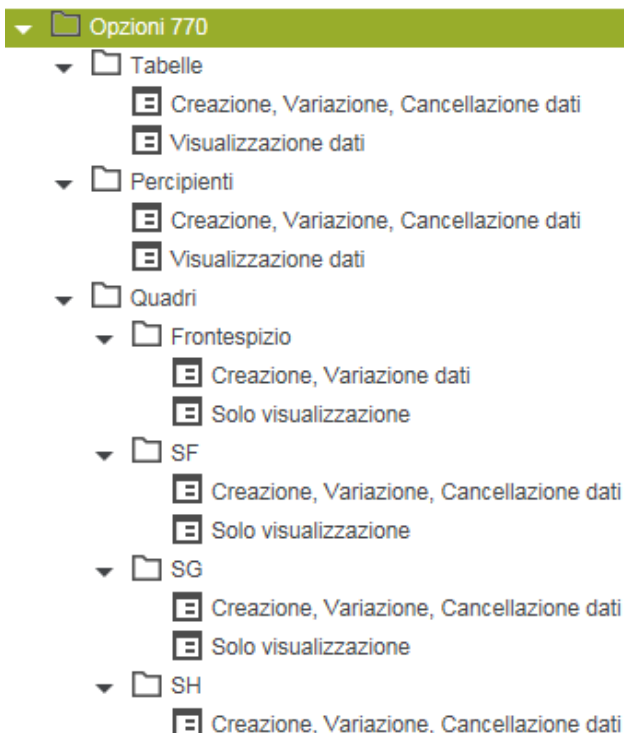 Opzioni 770
Tabelle
Creazione, Variazione, Cancellazione dati
Visualizzazione dati
Percipienti
Creazione, Variazione, Cancellazione dati
Visualizzazione dati
Quadri
Frontespizio
Creazione, Variazione dati
Solo visualizzazione
SF
Creazione, Variazione, Cancellazione dati
Solo visualizzazione
SG
Creazione, Variazione, Cancellazione dati
Solo visualizzazione
SH
Creazione, Variazione, Cancellazione dati